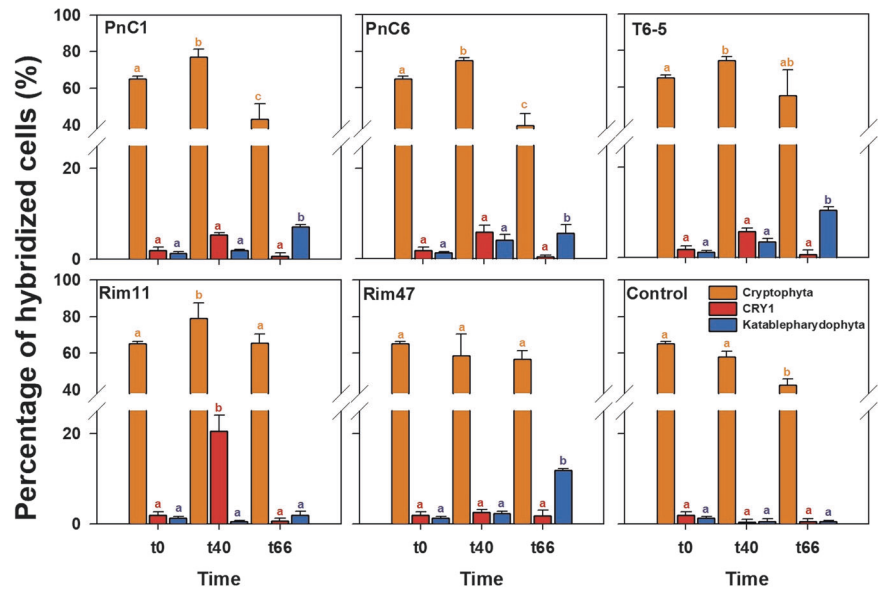 Percentage of hybridized cells (%)
100
80
60
40
20
0
PnC1
a
b
c
a
a
a
a
a
b
PnC6
a
b
c
a
a
a
a
a
b
T6-5
a
b
ab
a
a
a
a
a
b
100
80
60
40
20
0
Rim11
a
b
a
a
a
b
a
a
a
t0
t40
t66
Time
Rim47
a
a
a
a
a
a
a
a
b
t0
t40
t66
Time
Control
Cryptophyta
CRY1
Katablepharydophyta
a
a
b
a
a
a
a
a
a
t0
t40
t66
Time